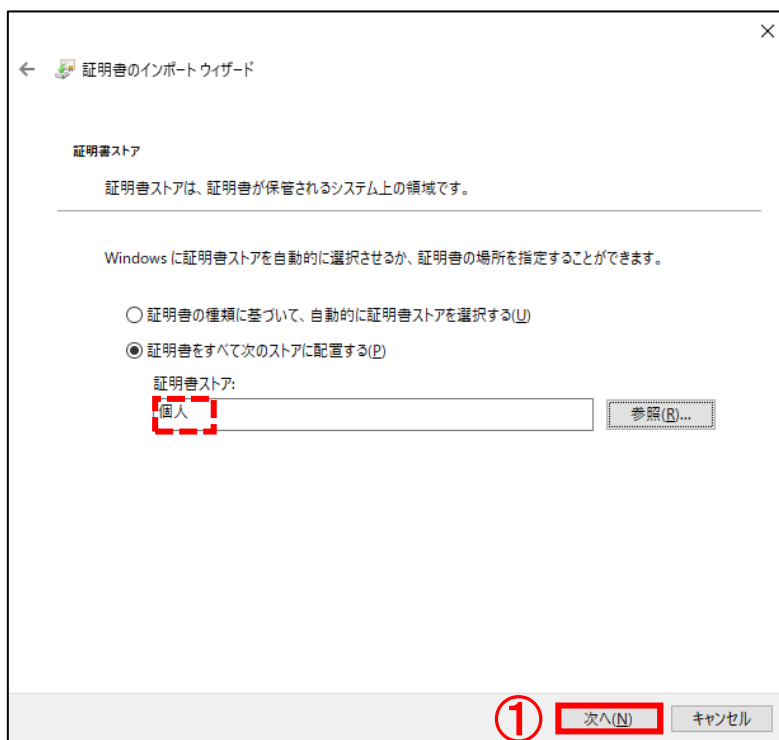 証明書のインポート ウィザード
証明書ストア
証明書ストアは、証明書が保管されるシステム上の領域です。
Windows に証明書ストアを自動的に選択させるか、証明書の場所を指定することができます。
証明書の種類に基づいて、自動的に証明書ストアを選択する(U)
証明書をすべて次のストアに配置する(P)
証明書ストア:
個人
参照(R)...
① 次へ(N) キャンセル